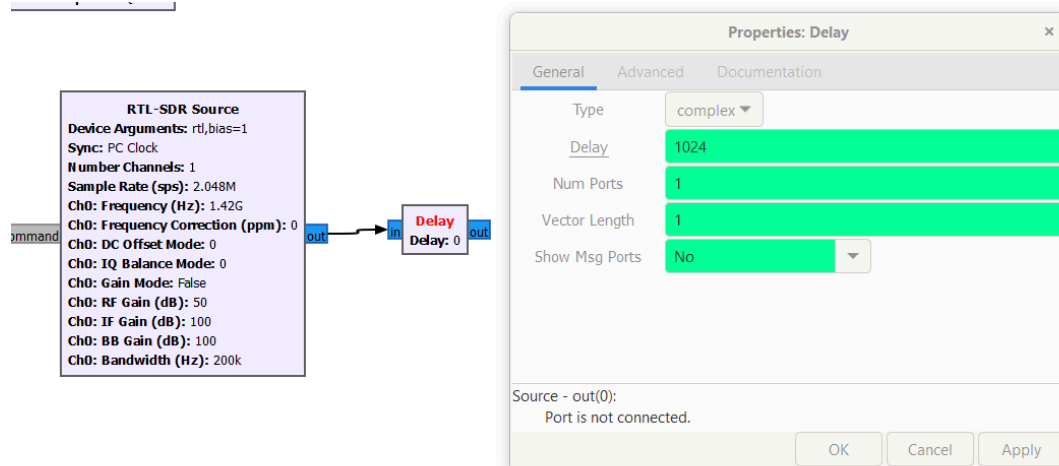 RTL-SDR Source
Device Arguments: rtl,bias=1
Sync: PC Clock
Number Channels: 1
Sample Rate (sps): 2.048M
Ch0: Frequency (Hz): 1.42G
Ch0: Frequency Correction (ppm): 0
Ch0: DC Offset Mode: 0
Ch0: IQ Balance Mode: 0
Ch0: Gain Mode: False
Ch0: RF Gain (dB): 50
Ch0: IF Gain (dB): 100
Ch0: BB Gain (dB): 100
Ch0: Bandwidth (Hz): 200k
ommand
out
in
Delay
Delay: 0
out
Properties: Delay ×
General Advanced Documentation
Type complex
Delay 1024
Num Ports 1
Vector Length 1
Show Msg Ports No
Source - out(0):
Port is not connected.
OK Cancel Apply